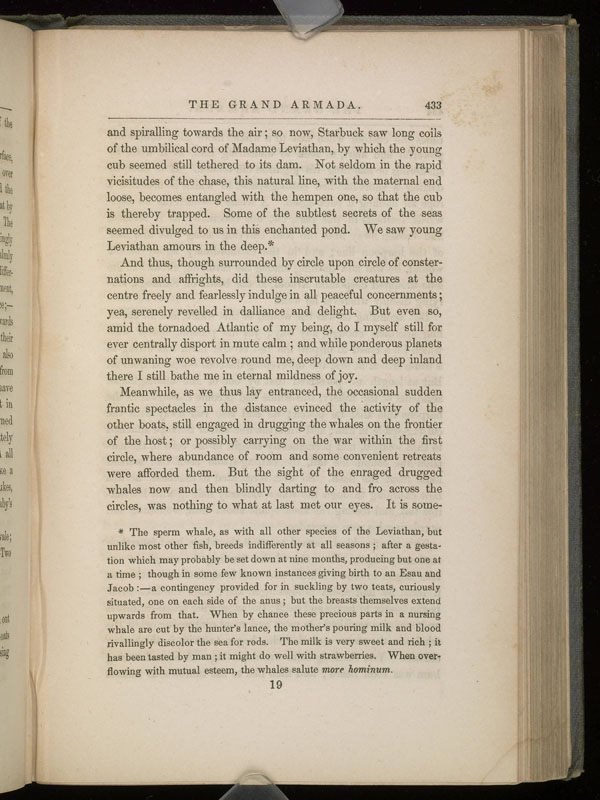 THE GRAND ARMADA. 433
and spiralling towards the air; so now, Starbuck saw long coils
of the umbilical cord of Madame Leviathan, by which the young
cub seemed still tethered to its dam. Not seldom in the rapid
vicisitudes of the chase, this natural line, with the maternal end
loose, becomes entangled with the hempen one, so that the cub
is thereby trapped. Some of the subtlest secrets of the seas
seemed divulged to us in this enchanted pond. We saw young
Leviathan amours in the deep.*
And thus, though surrounded by circle upon circle of conster-
nations and affrights, did these inscrutable creatures at the
centre freely and fearlessly indulge in all peaceful concernments;
yea, serenely revelled in dalliance and delight. But even so,
amid the tornadoed Atlantic of my being, do I myself still for
ever centrally disport in mute calm; and while ponderous planets
of unwaning woe revolve round me, deep down and deep inland
there I still bathe me in eternal mildness of joy.
Meanwhile, as we thus lay entranced, the occasional sudden
frantic spectacles in the distance evinced the activity of the
other boats, still engaged in drugging the whales on the frontier
of the host; or possibly carrying on the war within the first
circle, where abundance of room and some convenient retreats
were afforded them. But the sight of the enraged drugged
whales now and then blindly darting to and fro across the
circles, was nothing to what at last met our eyes. It is some-
* The sperm whale, as with all other species of the Leviathan, but
unlike most other fish, breeds indifferently at all seasons; after a gesta-
tion which may probably be set down at nine months, producing but one at
a time; though in some few known instances giving birth to an Esau and
Jacob:—a contingency provided for in suckling by two teats, curiously
situated, one on each side of the anus; but the breasts themselves extend
upwards from that. When by chance these precious parts in a nursing
whale are cut by the hunter's lance, the mother's pouring milk and blood
rivallingly discolor the sea for rods. The milk is very sweet and rich; it
has been tasted by man; it might do well with strawberries. When over-
flowing with mutual esteem, the whales salute more hominum.
19